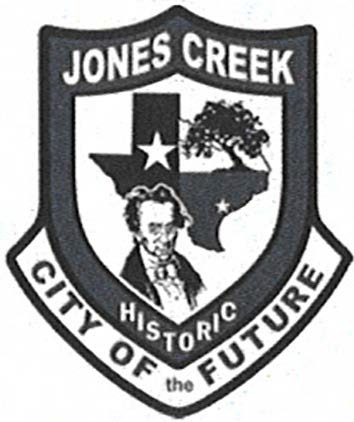 JONES CREEK
HISTORIC
CITY OF the FUTURE